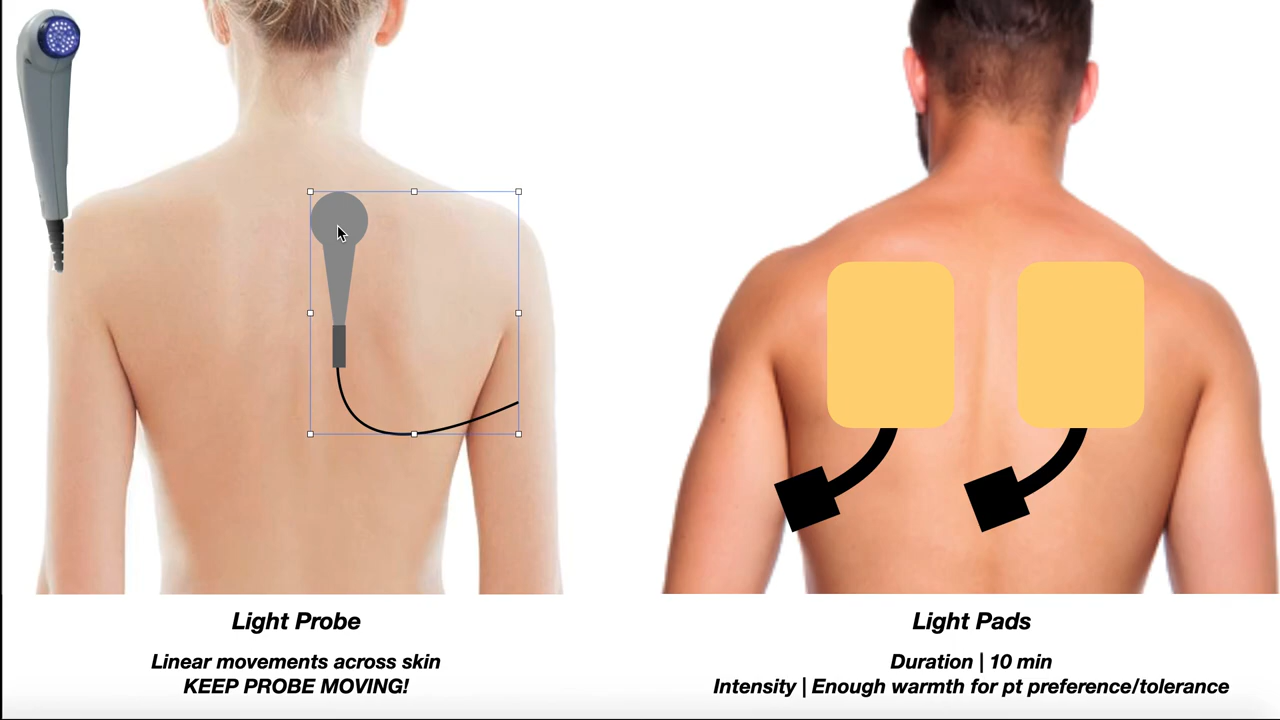 Light Probe
Linear movements across skin
KEEP PROBE MOVING!
Light Pads
Duration | 10 min
Intensity | Enough warmth for pt preference/tolerance